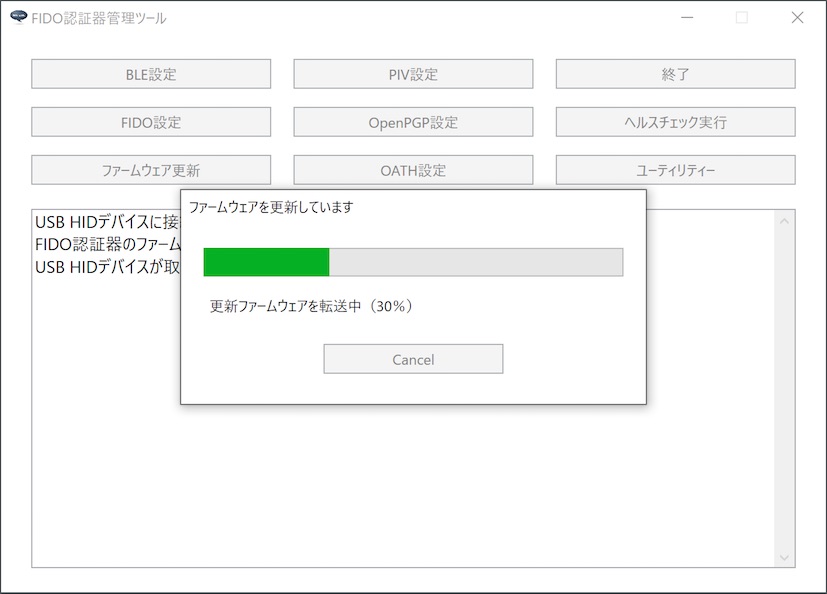 FIDO認証器管理ツール
BLE設定
PIV設定
終了
FIDO設定
OpenPGP設定
ヘルスチェック実行
ファームウェア更新
OATH設定
ユーティリティー
USB HIDデバイスに接
FIDO認証器のファーム
USB HIDデバイスが取
ファームウェアを更新しています
更新ファームウェアを転送中（30%）
Cancel